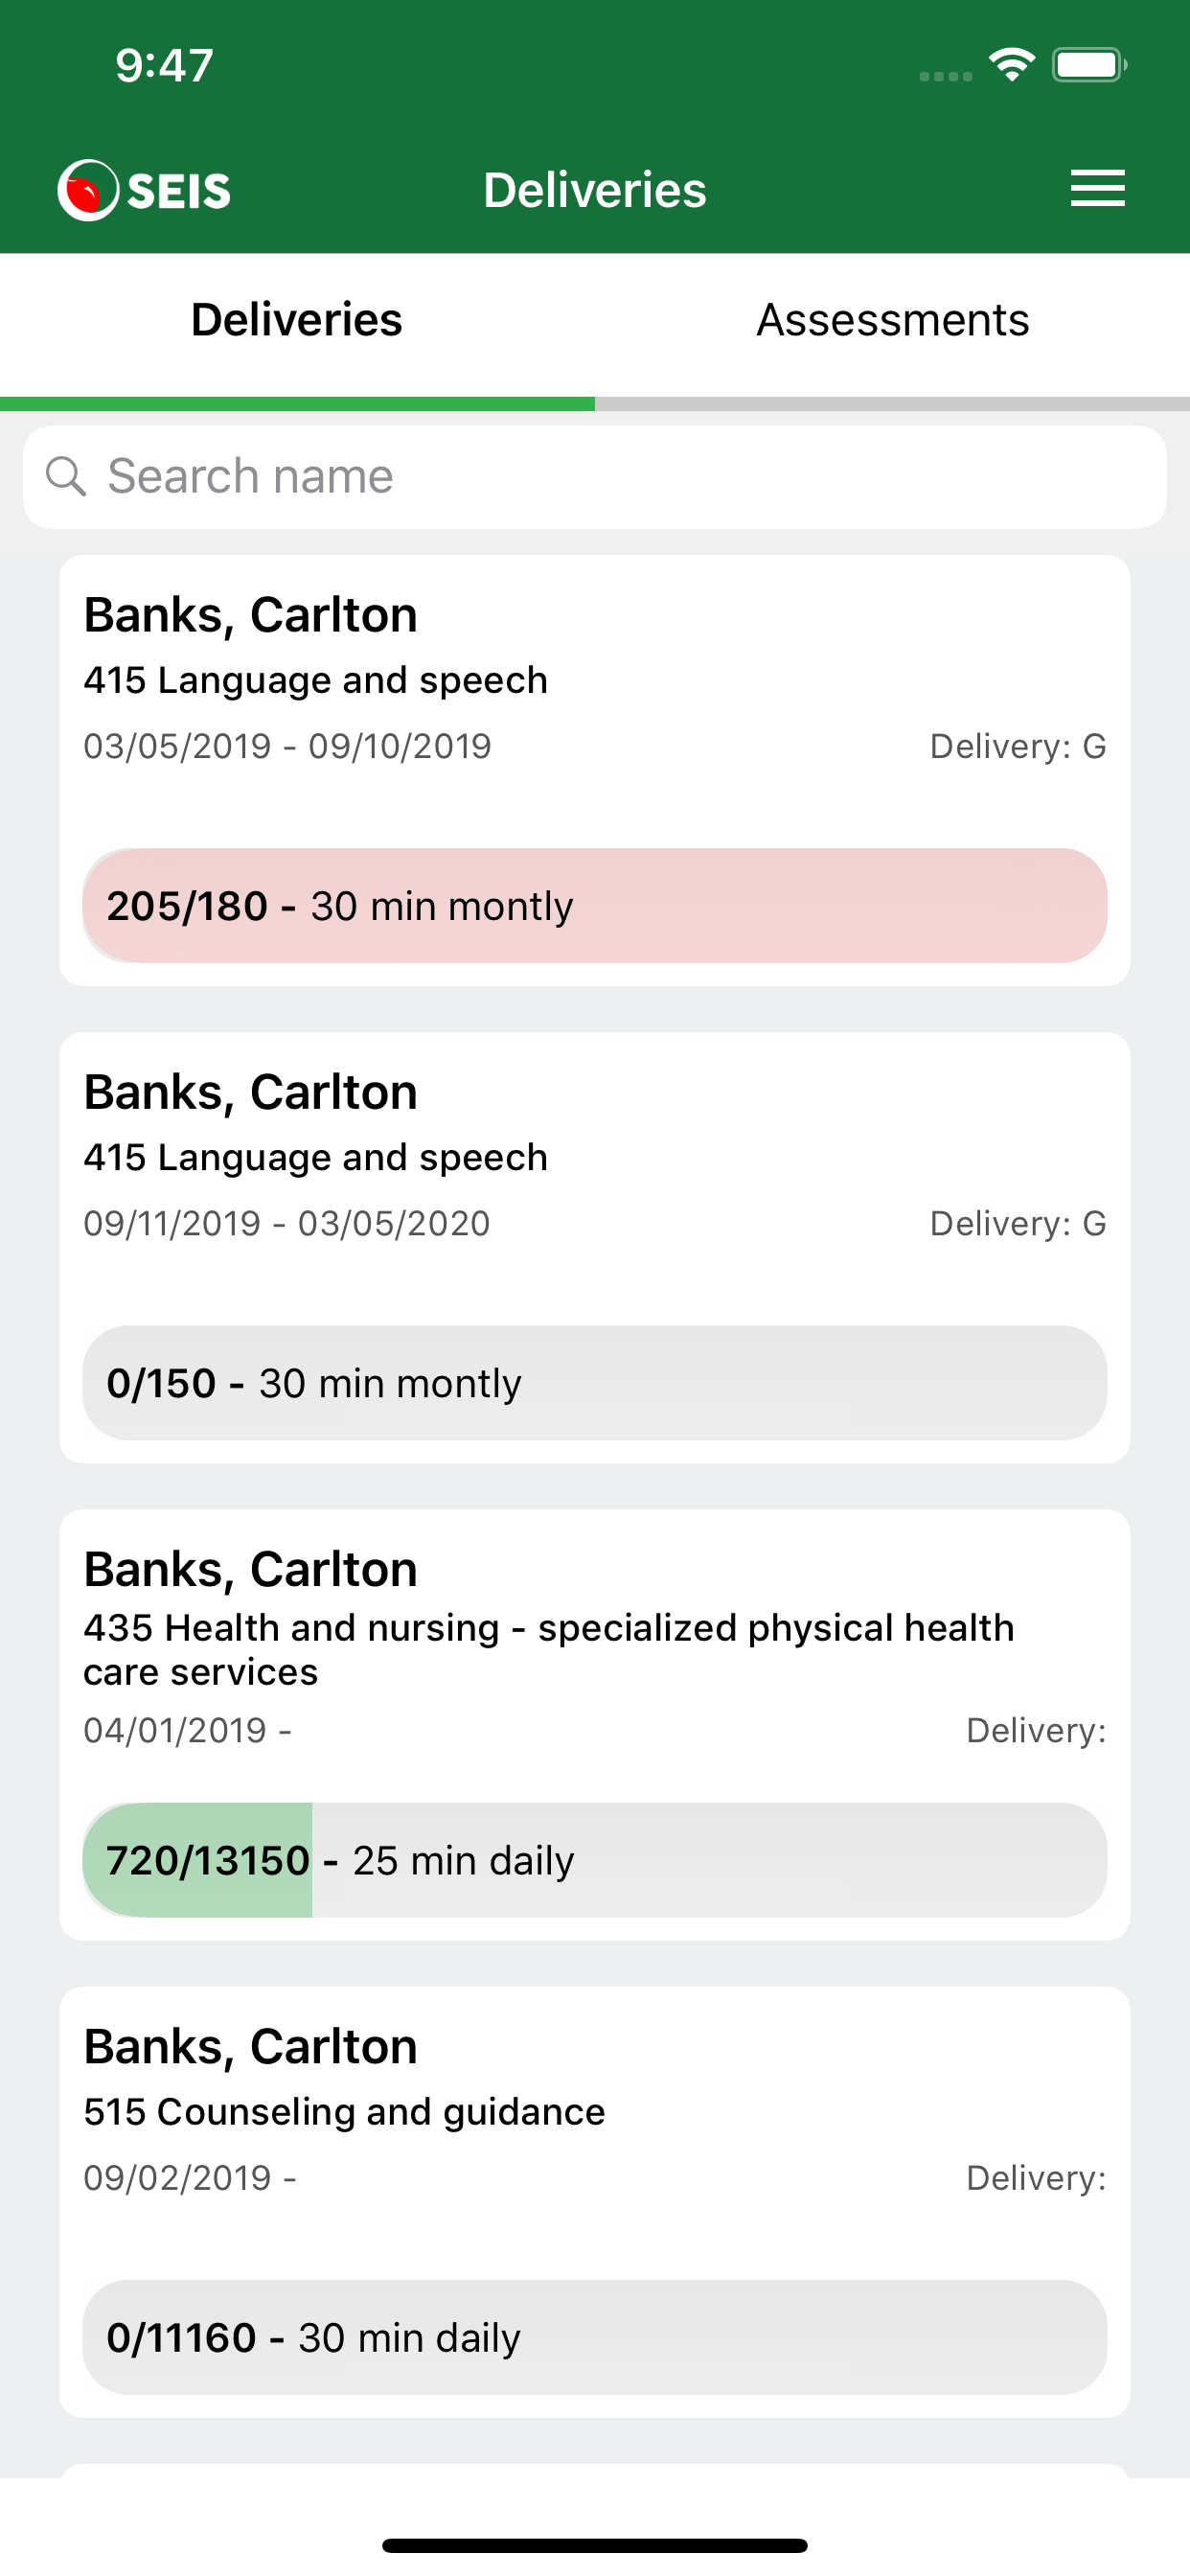 9:47
SEIS
Deliveries
Deliveries
Assessments
Search name
Banks, Carlton
415 Language and speech
03/05/2019 - 09/10/2019
Delivery: G
205/180 - 30 min montly
Banks, Carlton
415 Language and speech
09/11/2019 - 03/05/2020
Delivery: G
0/150 - 30 min montly
Banks, Carlton
435 Health and nursing - specialized physical health
care services
04/01/2019 -
Delivery:
720/13150 - 25 min daily
Banks, Carlton
515 Counseling and guidance
09/02/2019 -
Delivery:
0/11160 - 30 min daily